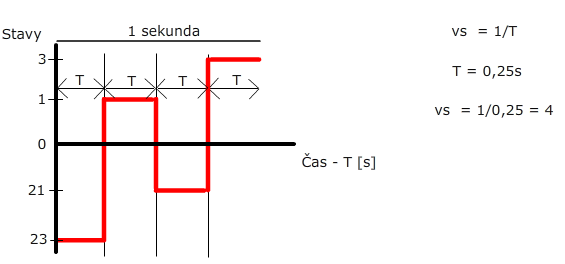 Stavy
1 sekunda
3
T T T T
1
0
Čas - T [s]
21
23
vs = 1/T
T = 0,25s
vs = 1/0,25 = 4